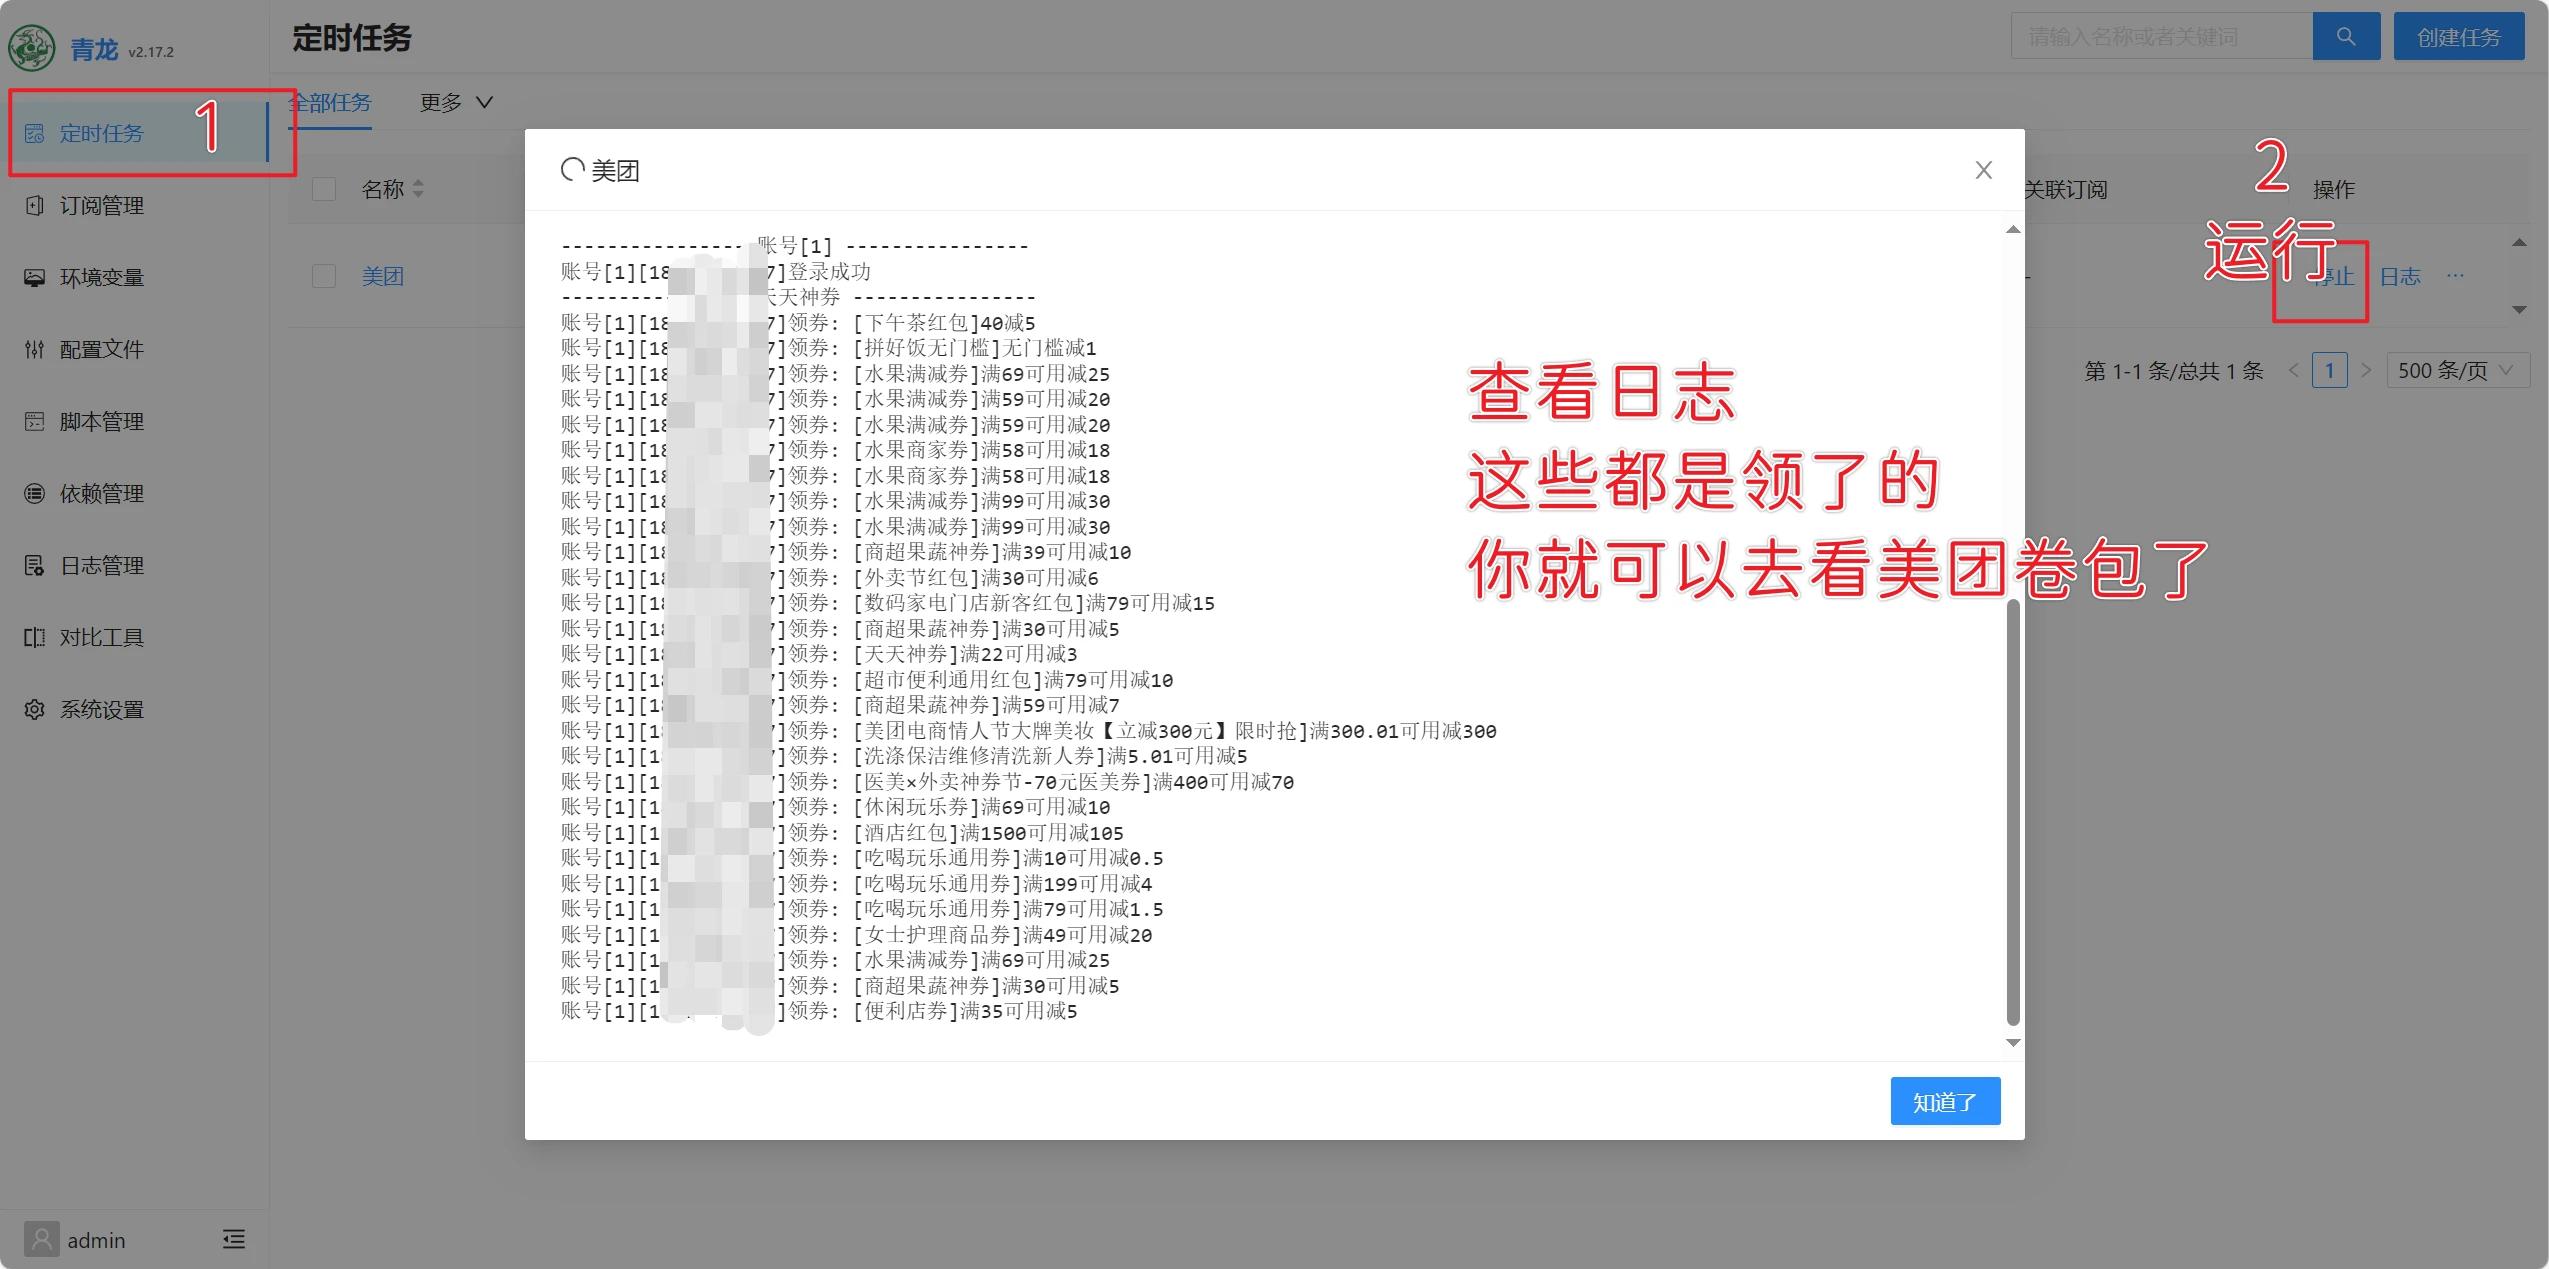 青龙 v2.17.2
定时任务
请输入名称或者关键词
创建任务
定时任务
1
全部任务
更多
订阅管理
环境变量
配置文件
脚本管理
依赖管理
日志管理
对比工具
系统设置
admin
名称
美团
关联订阅
2
操作
运行
-
停止 日志 ...
第 1-1 条/总共 1 条
1
500 条/页
美团
---------------- 账号[1] ----------------
账号[1][18 7]登录成功
---------- 天天神券 ----------------
账号[1][18 7]领券: [下午茶红包]40减5
账号[1][18 7]领券: [拼好饭无门槛]无门槛减1
账号[1][18 7]领券: [水果满减券]满69可用减25
账号[1][18 7]领券: [水果满减券]满59可用减20
账号[1][18 7]领券: [水果满减券]满59可用减20
账号[1][18 7]领券: [水果商家券]满58可用减18
账号[1][18 7]领券: [水果商家券]满58可用减18
账号[1][18 7]领券: [水果满减券]满99可用减30
账号[1][18 7]领券: [水果满减券]满99可用减30
账号[1][18 7]领券: [商超果蔬神券]满39可用减10
账号[1][18 7]领券: [外卖节红包]满30可用减6
账号[1][18 7]领券: [数码家电门店新客红包]满79可用减15
账号[1][18 7]领券: [商超果蔬神券]满30可用减5
账号[1][18 7]领券: [天天神券]满22可用减3
账号[1][18 7]领券: [超市便利通用红包]满79可用减10
账号[1][18 7]领券: [商超果蔬神券]满59可用减7
账号[1][18 7]领券: [美团电商情人节大牌美妆【立减300元】限时抢]满300.01可用减300
账号[1][18 7]领券: [洗涤保洁维修清洗新人券]满5.01可用减5
账号[1][18 7]领券: [医美×外卖神券节-70元医美券]满400可用减70
账号[1][1 ]领券: [休闲玩乐券]满69可用减10
账号[1][1 ]领券: [酒店红包]满1500可用减105
账号[1][1 ]领券: [吃喝玩乐通用券]满10可用减0.5
账号[1][1 ]领券: [吃喝玩乐通用券]满199可用减4
账号[1][1 ]领券: [吃喝玩乐通用券]满79可用减1.5
账号[1][1 ]领券: [女士护理商品券]满49可用减20
账号[1][1 ]领券: [水果满减券]满69可用减25
账号[1][1 ]领券: [商超果蔬神券]满30可用减5
账号[1][1 ]领券: [便利店券]满35可用减5
查看日志
这些都是领了的
你就可以去看美团卷包了
知道了